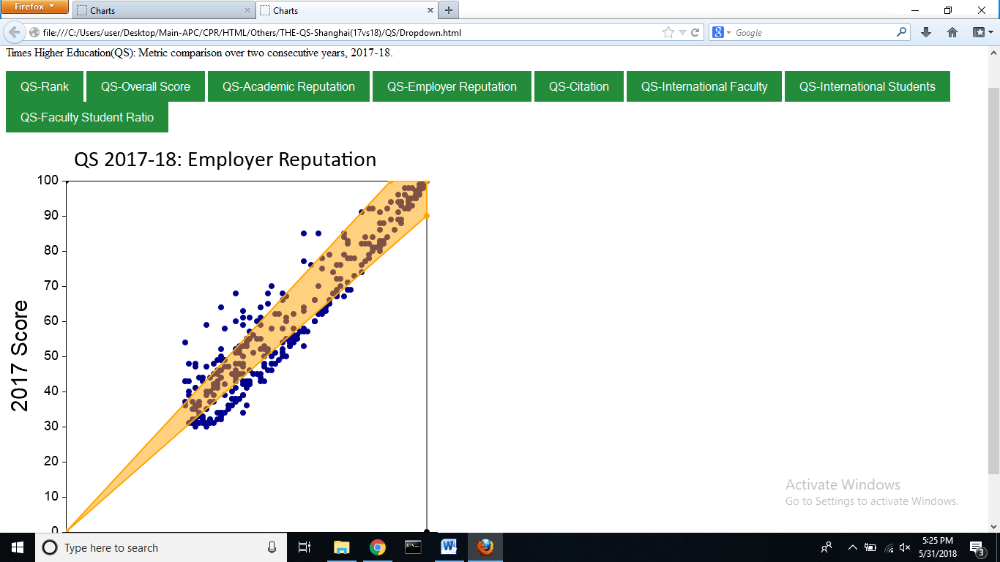 Firefox
Charts
Charts
file:///C:/Users/user/Desktop/Main-APC/CPR/HTML/Others/THE-QS-Shanghai(17vs18)/QS/Dropdown.html
Google
Times Higher Education(QS): Metric comparison over two consecutive years, 2017-18.
QS-Rank QS-Overall Score QS-Academic Reputation QS-Employer Reputation QS-Citation QS-International Faculty QS-International Students
QS-Faculty Student Ratio
QS 2017-18: Employer Reputation
100
90
80
70
60
50
40
30
20
10
0
2017 Score
Activate Windows
Go to Settings to activate Windows.
Type here to search
5:25 PM
5/31/2018
3